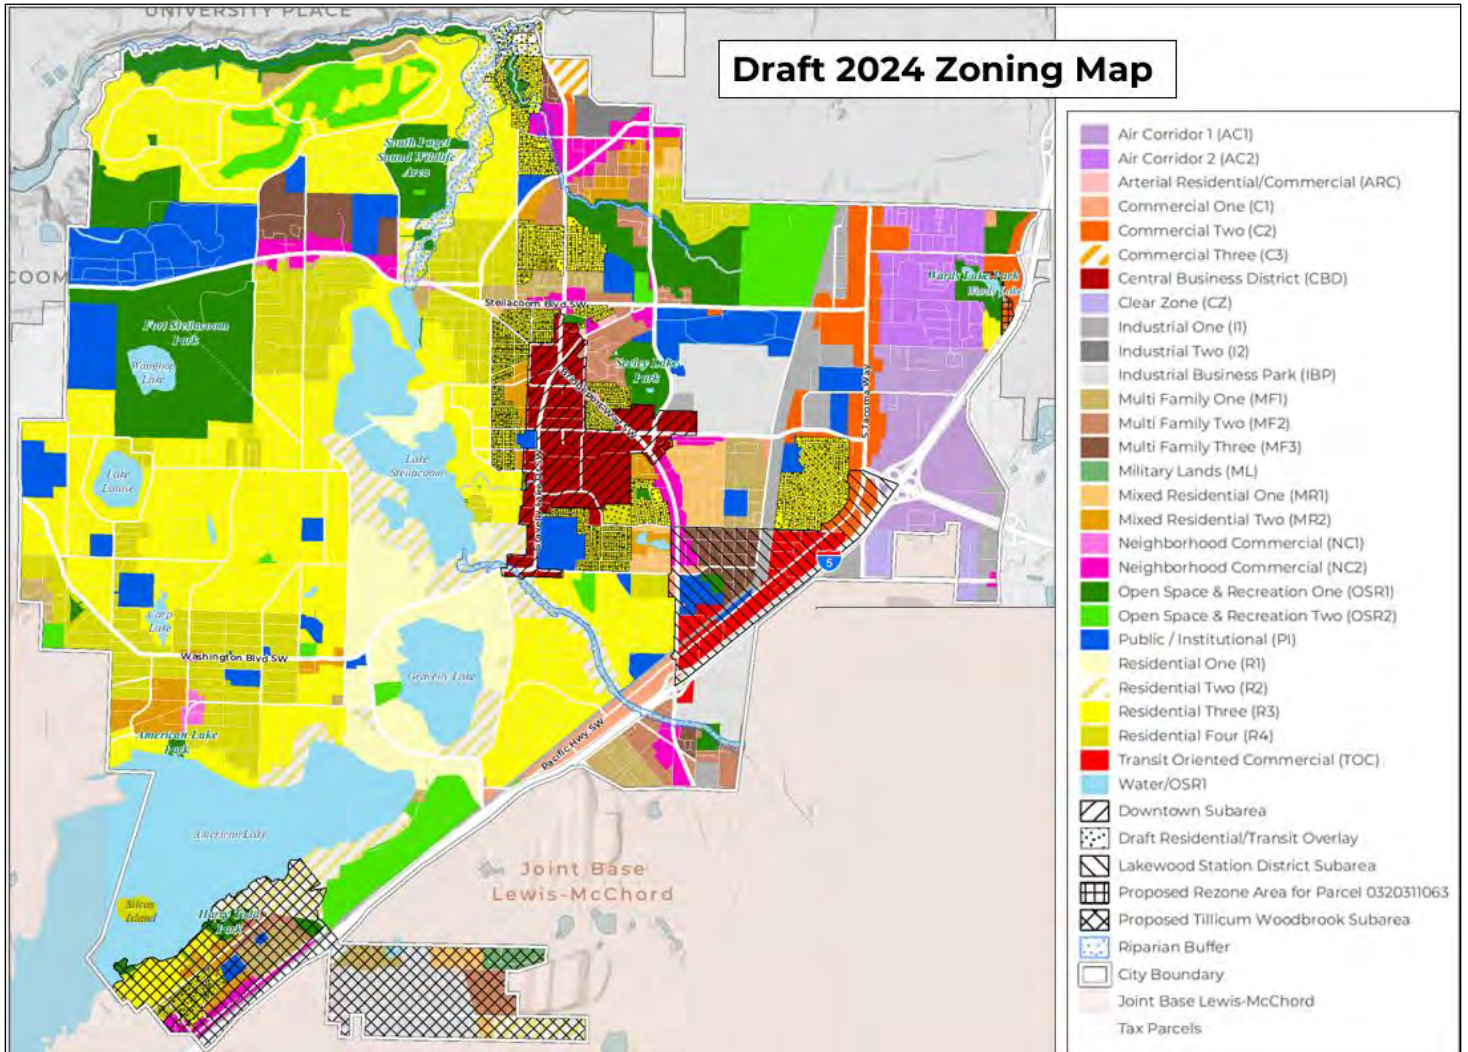 UNIVERSITY PLACE
Draft 2024 Zoning Map
South Puget
Sound Wildlife
Area
COOM
Wards Lake Park
Wards Lake
Steilacoom Blvd SW
Fort Steilacoom
Park
Waughop
Lake
Seeley Lake
Park
S Tacoma Way
Lake
Steilacoom
Lake
Louise
5
Carp
Lake
Washington Blvd SW
Gravelly Lake
American Lake
Park
Pacific Hwy SW
American Lake
Joint Base
Lewis-McChord
Silcox
Island
Harry Todd
Park
Air Corridor 1 (AC1)
Air Corridor 2 (AC2)
Arterial Residential/Commercial (ARC)
Commercial One (C1)
Commercial Two (C2)
Commercial Three (C3)
Central Business District (CBD)
Clear Zone (CZ)
Industrial One (I1)
Industrial Two (I2)
Industrial Business Park (IBP)
Multi Family One (MF1)
Multi Family Two (MF2)
Multi Family Three (MF3)
Military Lands (ML)
Mixed Residential One (MR1)
Mixed Residential Two (MR2)
Neighborhood Commercial (NC1)
Neighborhood Commercial (NC2)
Open Space & Recreation One (OSR1)
Open Space & Recreation Two (OSR2)
Public / Institutional (PI)
Residential One (R1)
Residential Two (R2)
Residential Three (R3)
Residential Four (R4)
Transit Oriented Commercial (TOC)
Water/OSR1
Downtown Subarea
Draft Residential/Transit Overlay
Lakewood Station District Subarea
Proposed Rezone Area for Parcel 0320311063
Proposed Tillicum Woodbrook Subarea
Riparian Buffer
City Boundary
Joint Base Lewis-McChord
Tax Parcels